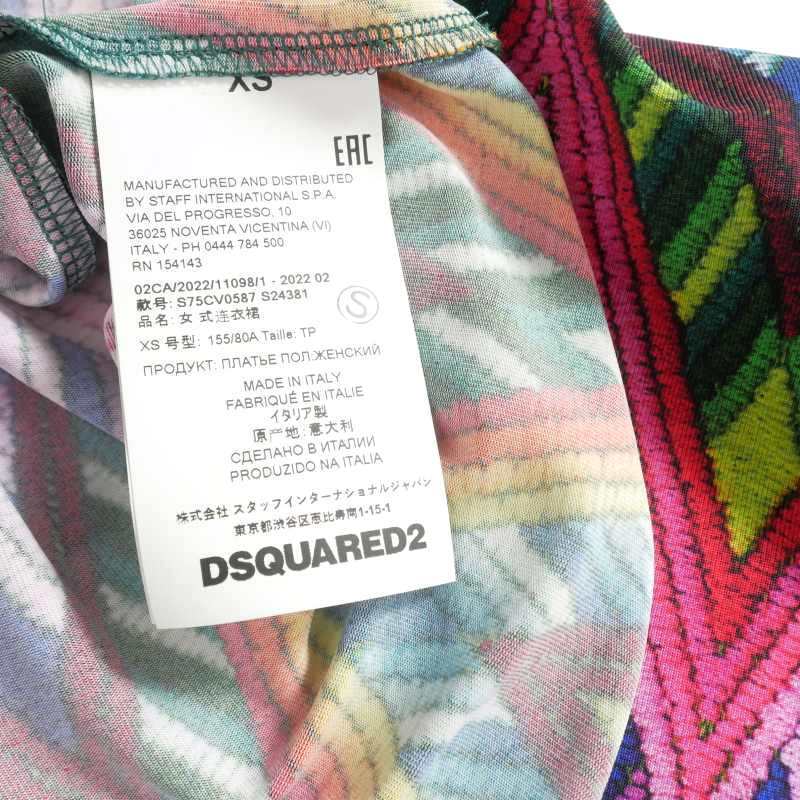 XS
EAC
MANUFACTURED AND DISTRIBUTED
BY STAFF INTERNATIONAL S.P.A.
VIA DEL PROGRESSO, 10
36025 NOVENTA VICENTINA (VI)
ITALY - PH 0444 784 500
RN 154143
02CA/2022/11098/1 - 2022 02
款号: S75CV0587 S24381
S
品名: 女 式连衣裙
XS 号型: 155/80A Taille: TP
ПРОДУКТ: ПЛАТЬЕ ПОЛ:ЖЕНСКИЙ
MADE IN ITALY
FABRIQUÉ EN ITALIE
イタリア製
原产地: 意大利
СДЕЛАНО В ИТАЛИИ
PRODUZIDO NA ITALIA
株式会社 スタッフインターナショナルジャパン
東京都渋谷区恵比寿南1-15-1
DSQUARED2